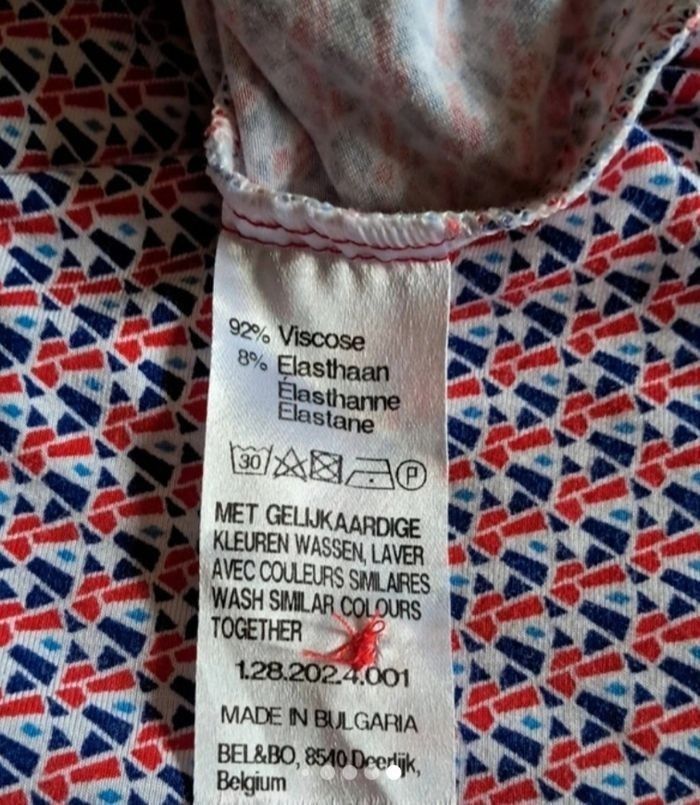 92% Viscose
8% Elasthaan
Élasthanne
Elastane
30 P
MET GELIJKAARDIGE
KLEUREN WASSEN, LAVER
AVEC COULEURS SIMILAIRES
WASH SIMILAR COLOURS
TOGETHER
1.28.202.4.001
MADE IN BULGARIA
BEL&BO, 8540 Deerlijk,
Belgium